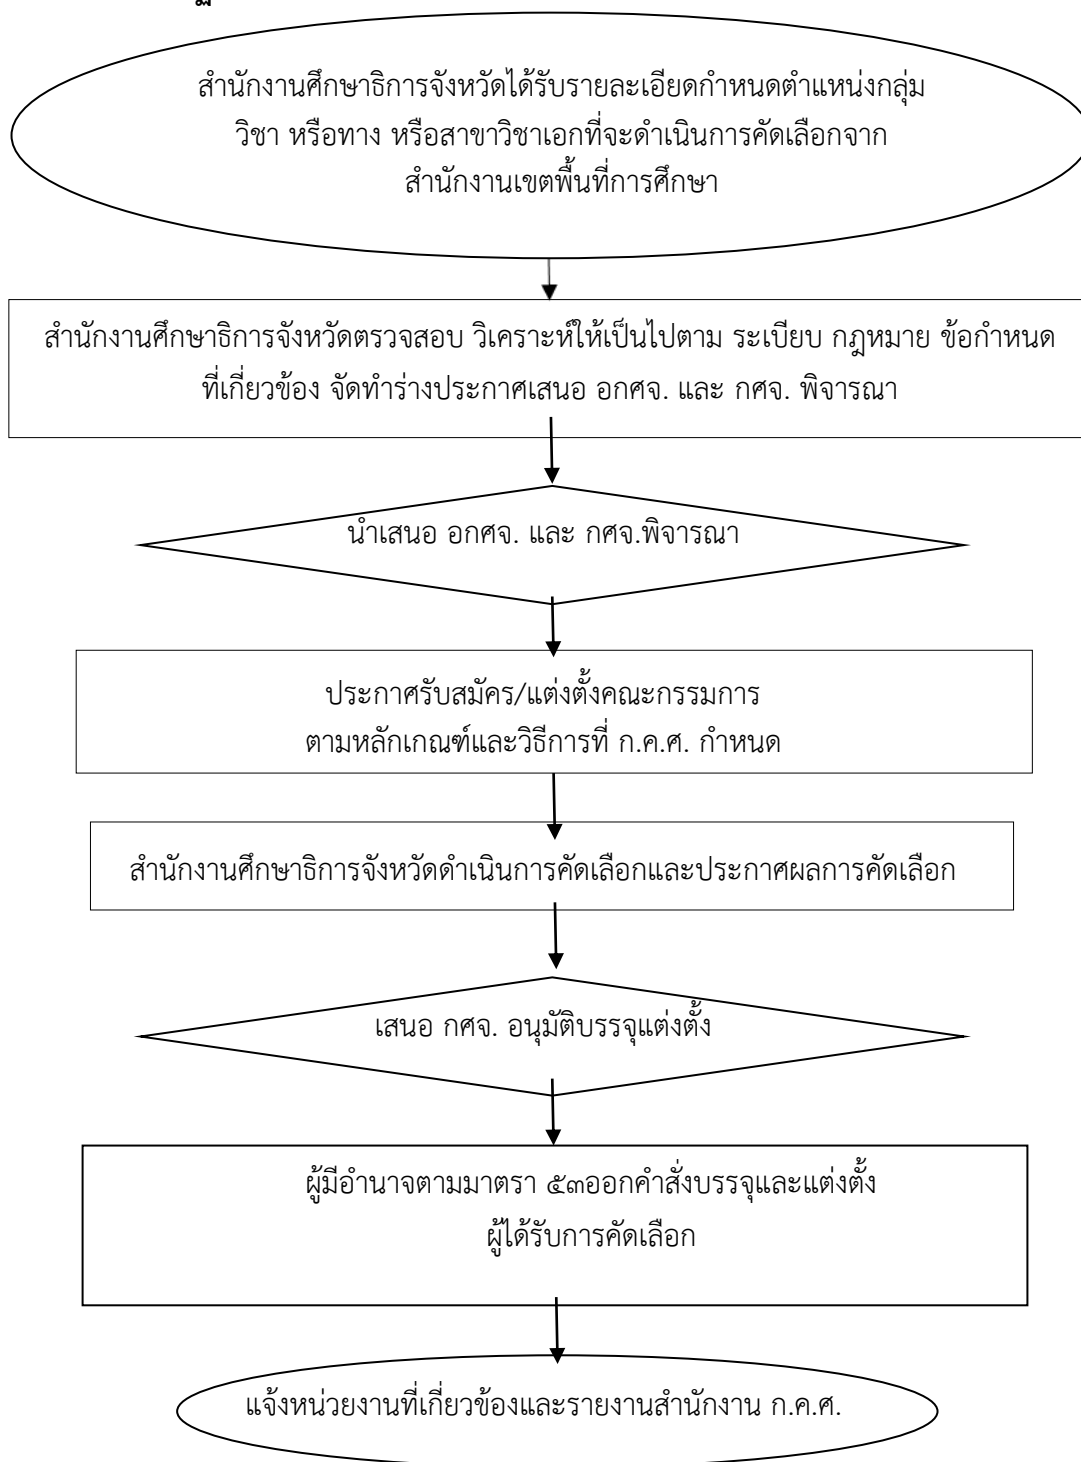 สำนักงานศึกษาธิการจังหวัดได้รับรายละเอียดกำหนดตำแหน่งกลุ่ม
วิชา หรือทาง หรือสาขาวิชาเอกที่จะดำเนินการคัดเลือกจาก
สำนักงานเขตพื้นที่การศึกษา
สำนักงานศึกษาธิการจังหวัดตรวจสอบ วิเคราะห์ให้เป็นไปตาม ระเบียบ กฎหมาย ข้อกำหนด
ที่เกี่ยวข้อง จัดทำร่างประกาศเสนอ อกศจ. และ กศจ. พิจารณา
นำเสนอ อกศจ. และ กศจ.พิจารณา
ประกาศรับสมัคร/แต่งตั้งคณะกรรมการ
ตามหลักเกณฑ์และวิธีการที่ ก.ค.ศ. กำหนด
สำนักงานศึกษาธิการจังหวัดดำเนินการคัดเลือกและประกาศผลการคัดเลือก
เสนอ กศจ. อนุมัติบรรจุแต่งตั้ง
ผู้มีอำนาจตามมาตรา ๕๓ออกคำสั่งบรรจุและแต่งตั้ง
ผู้ได้รับการคัดเลือก
แจ้งหน่วยงานที่เกี่ยวข้องและรายงานสำนักงาน ก.ค.ศ.